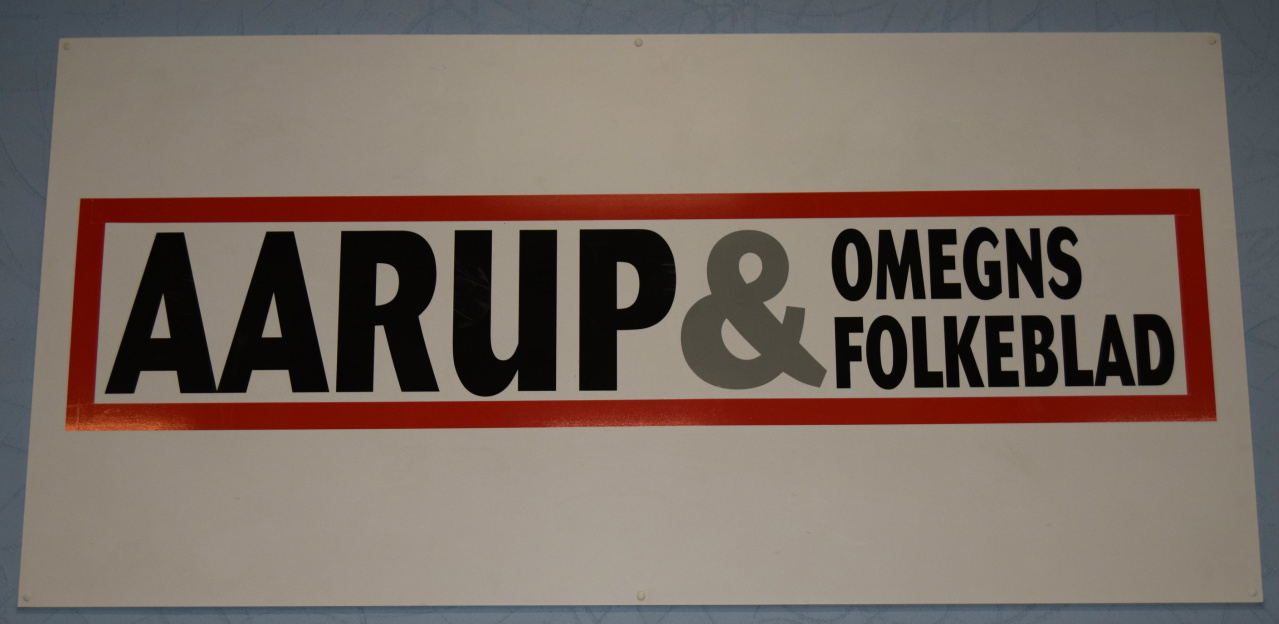 AARUP & OMEGNS
FOLKEBLAD